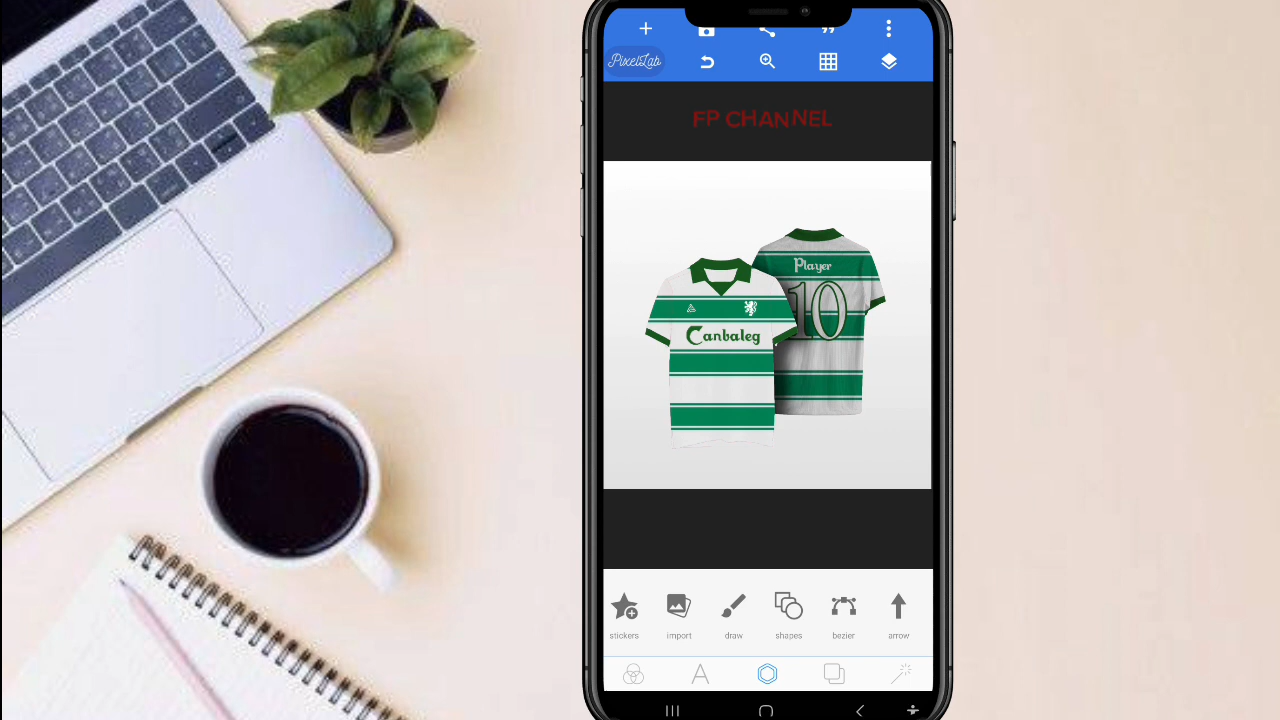 PixelLab
FP CHANNEL
Player
10
Canbaleg
stickers
import
draw
shapes
bezier
arrow